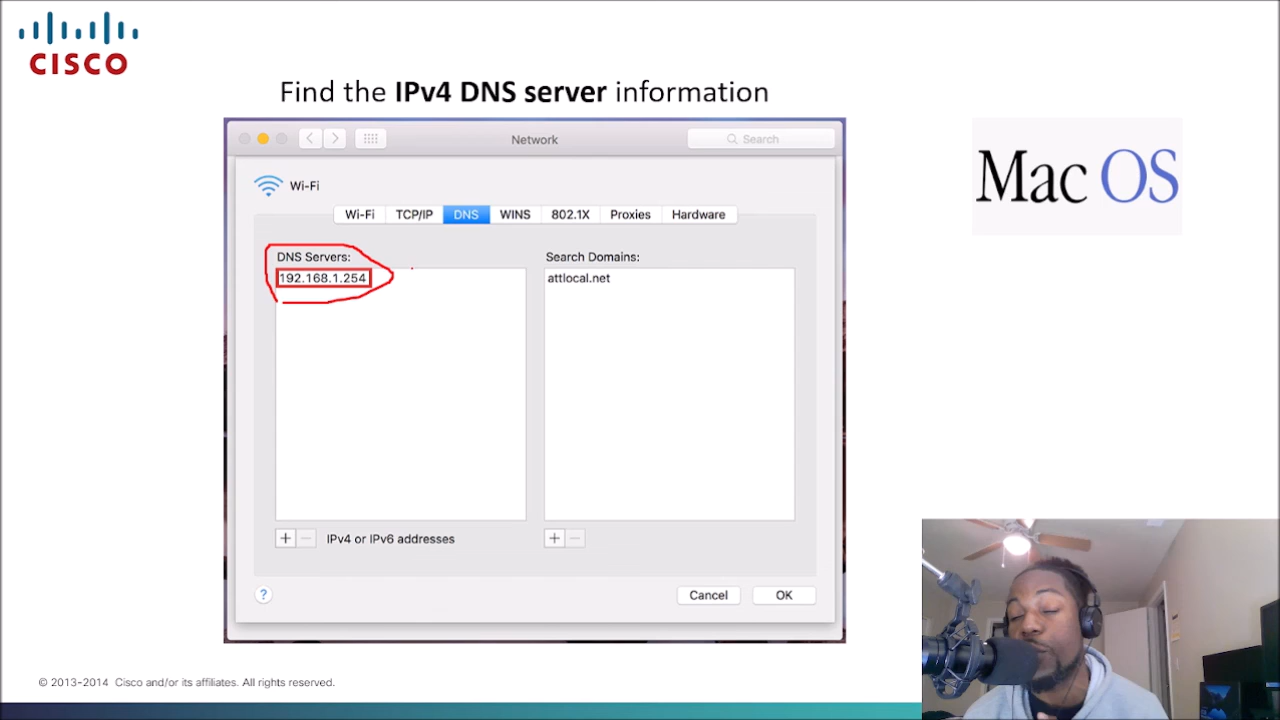 CISCO
Find the IPv4 DNS server information
Mac OS
Network
Search
Wi-Fi
Wi-Fi TCP/IP DNS WINS 802.1X Proxies Hardware
DNS Servers: Search Domains:
192.168.1.254 attlocal.net
+ − IPv4 or IPv6 addresses + −
? Cancel OK
© 2013-2014 Cisco and/or its affiliates. All rights reserved.